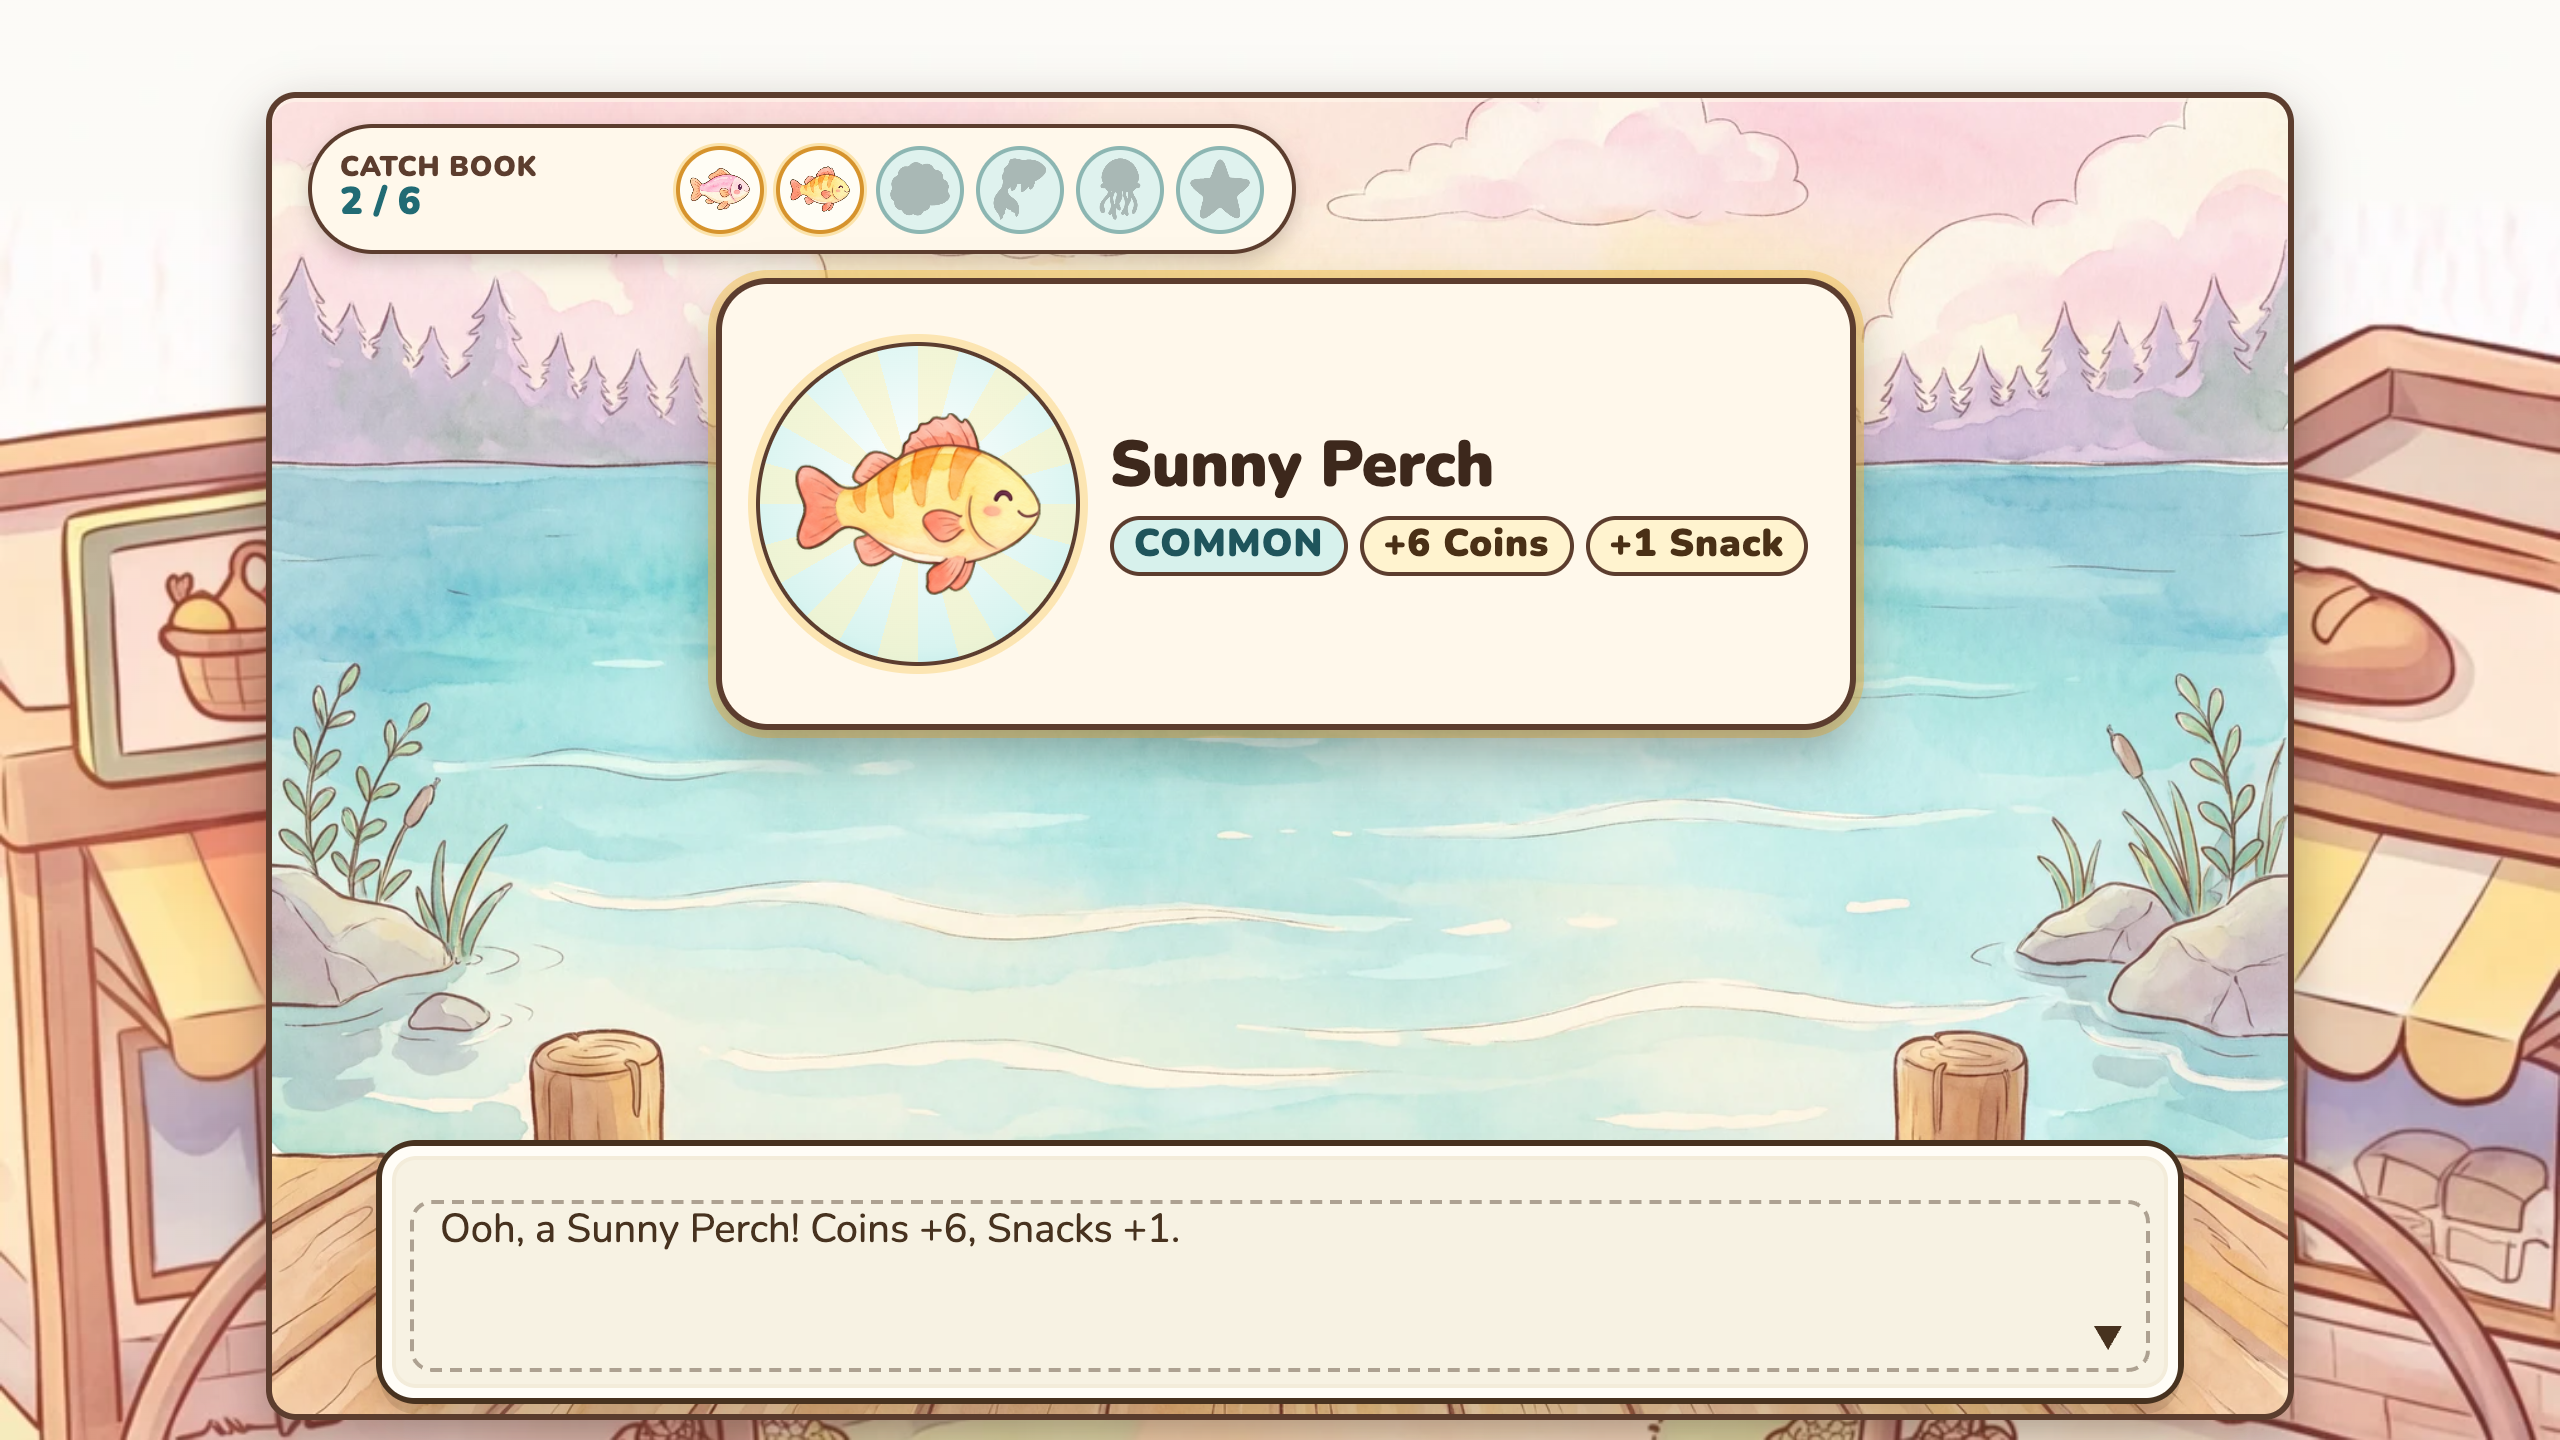 CATCH BOOK
2 / 6
Sunny Perch
COMMON
+6 Coins
+1 Snack
Ooh, a Sunny Perch! Coins +6, Snacks +1.